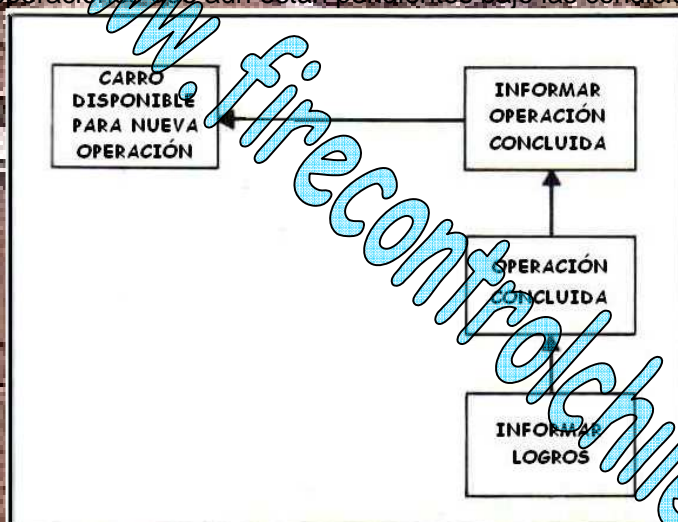 CARRO
DISPONIBLE
PARA NUEVA
OPERACIÓN
INFORMAR
OPERACIÓN
CONCLUIDA
OPERACIÓN
CONCLUIDA
INFORMAR
LOGROS
www.firecontrolchile